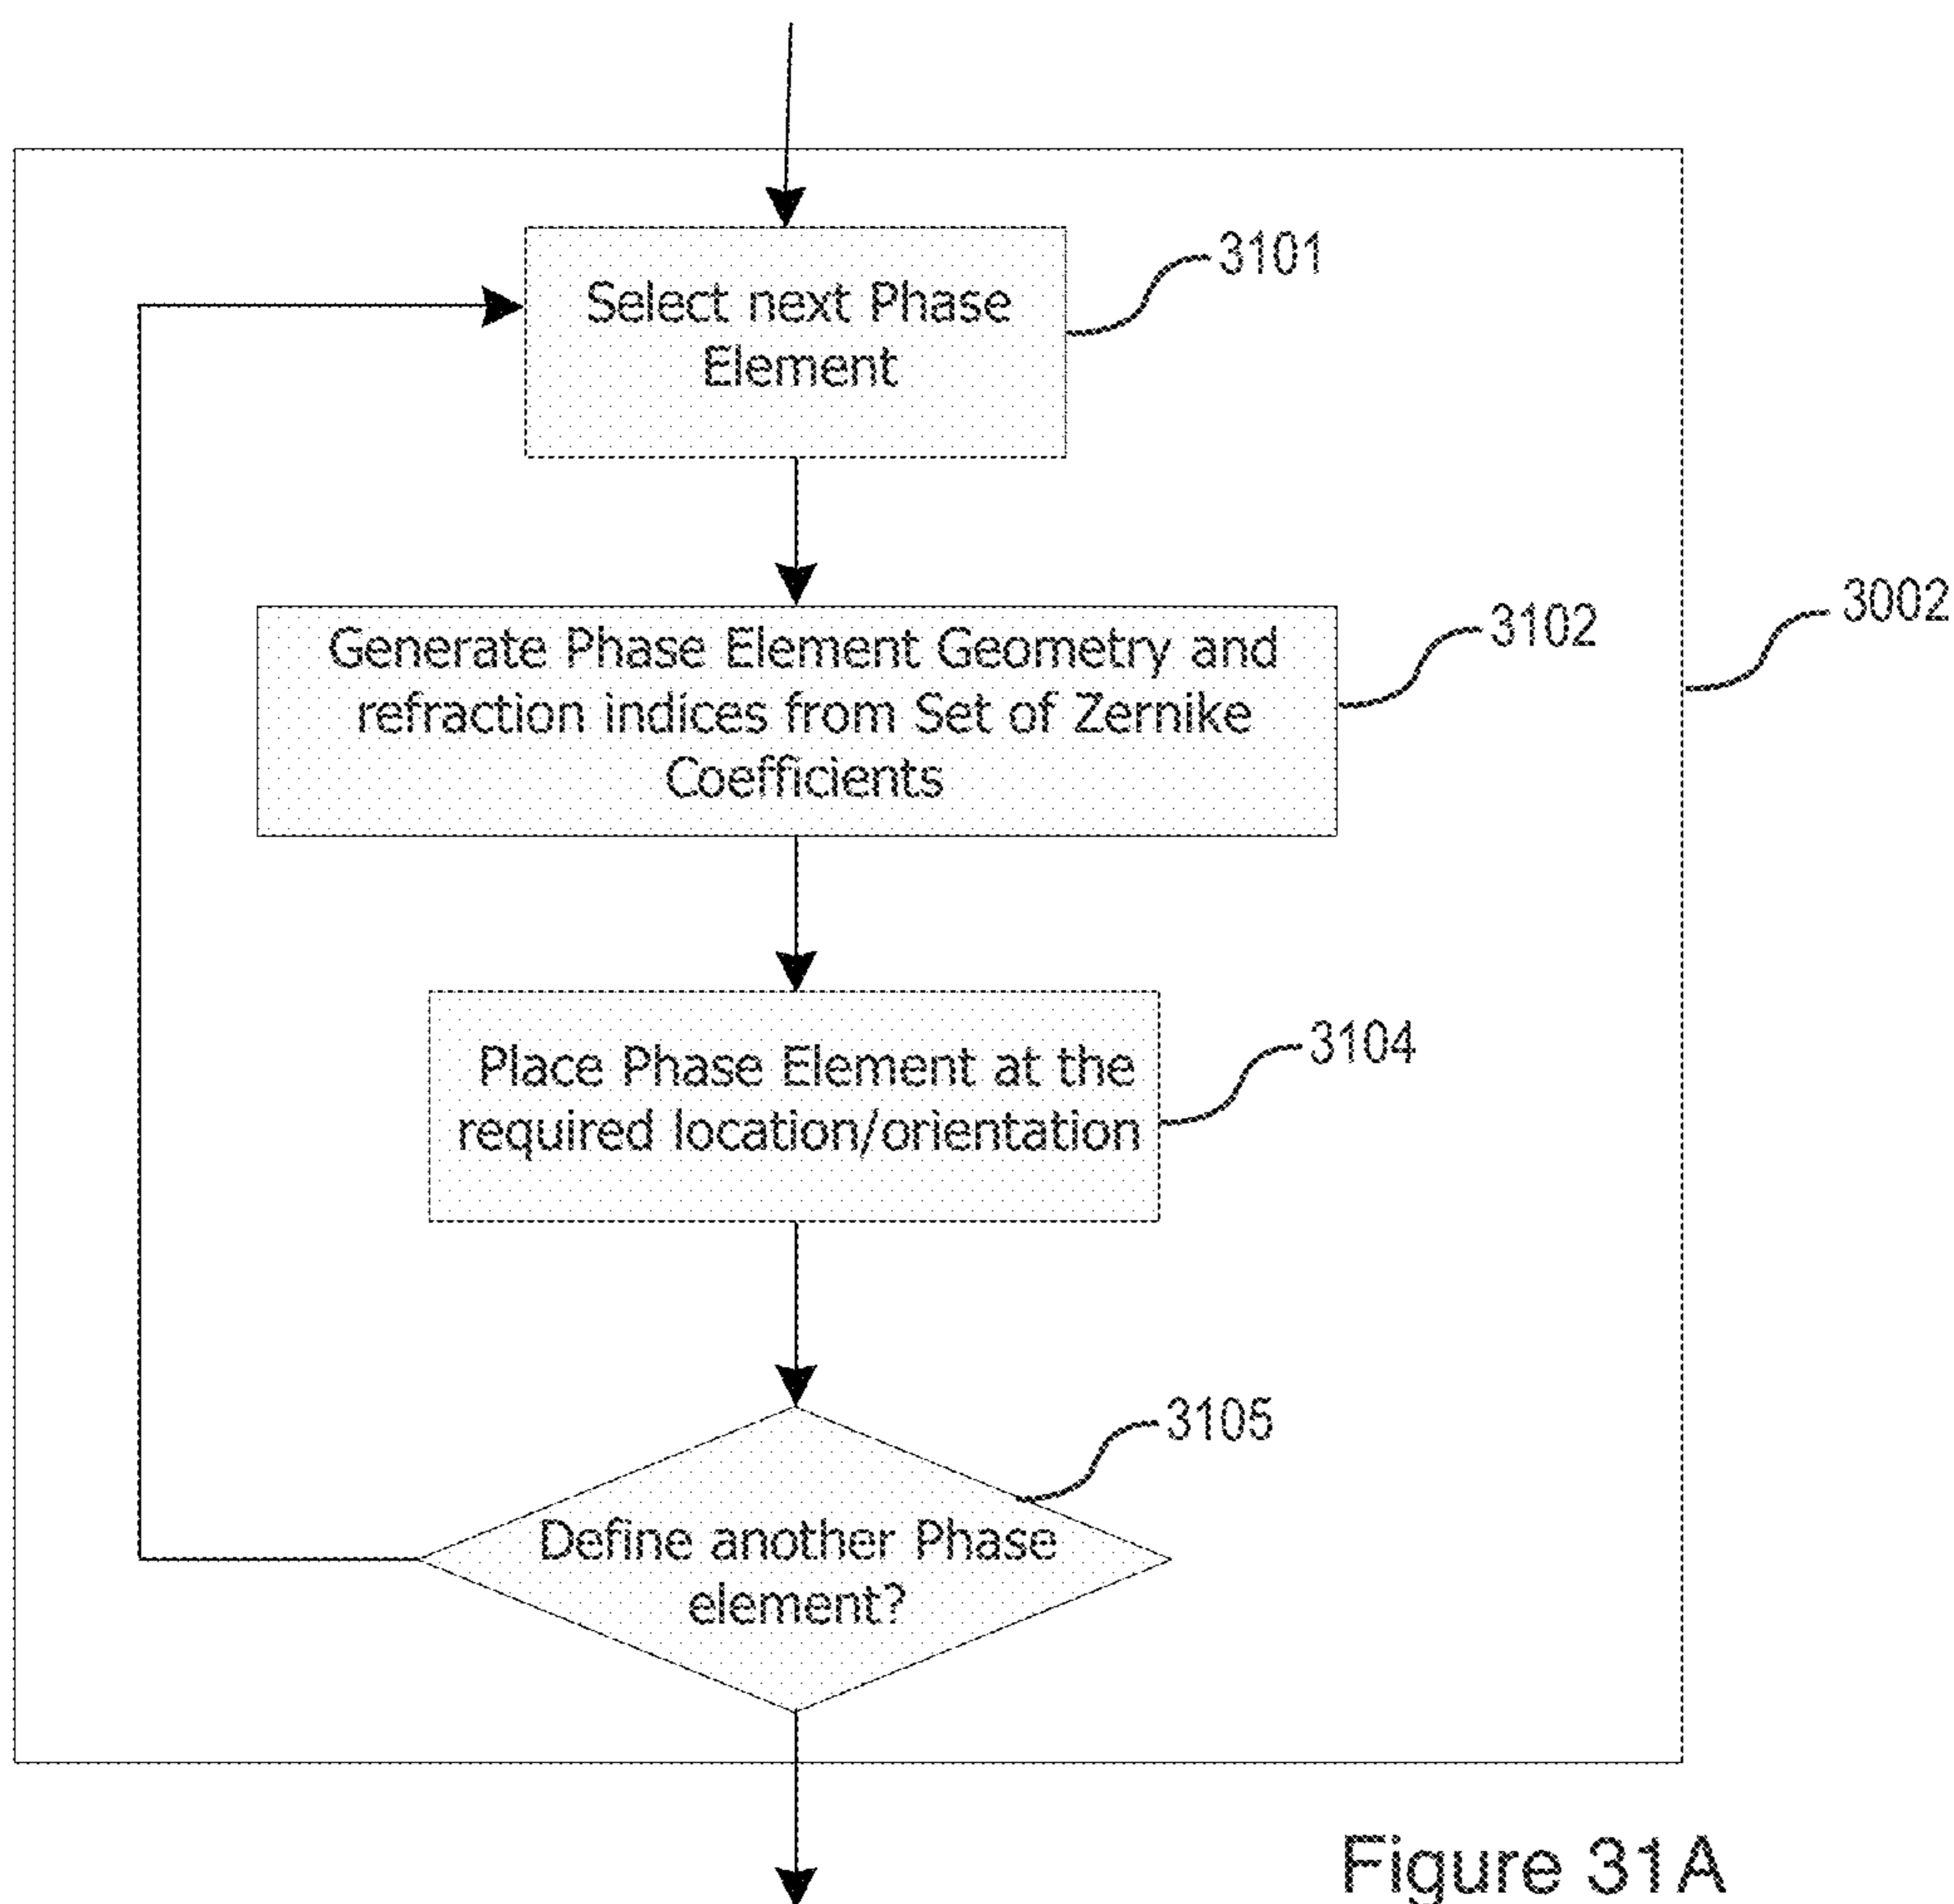 Select next Phase
Element
3101
Generate Phase Element Geometry and
refraction indices from Set of Zernike
Coefficients
3102
3002
Place Phase Element at the
required location/orientation
3104
Define another Phase
element?
3105
Figure 31A